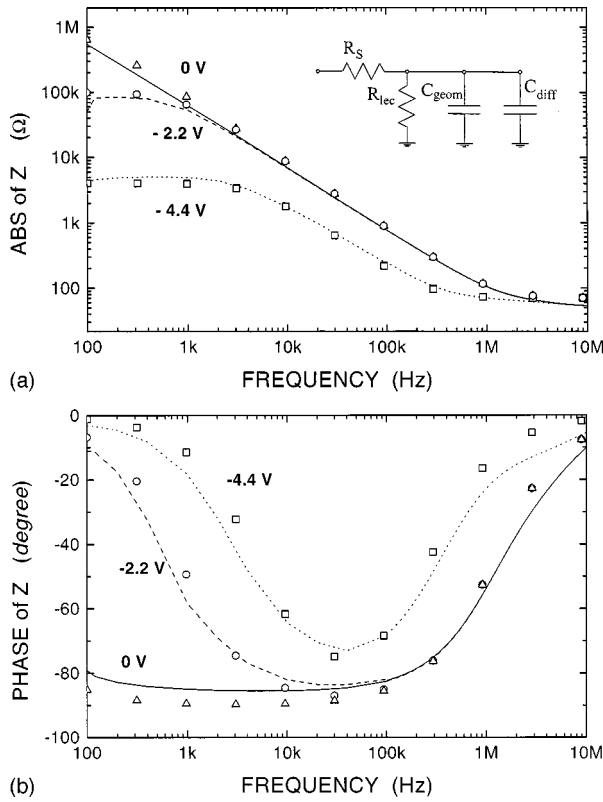 1M
100k
10k
1k
100
ABS of Z (Ω)
0 V
- 2.2 V
- 4.4 V
R_S
R_lec
C_geom
C_diff
100 1k 10k 100k 1M 10M
(a) FREQUENCY (Hz)
0
-20
-40
-60
-80
-100
PHASE of Z (degree)
-4.4 V
-2.2 V
0 V
100 1k 10k 100k 1M 10M
(b) FREQUENCY (Hz)